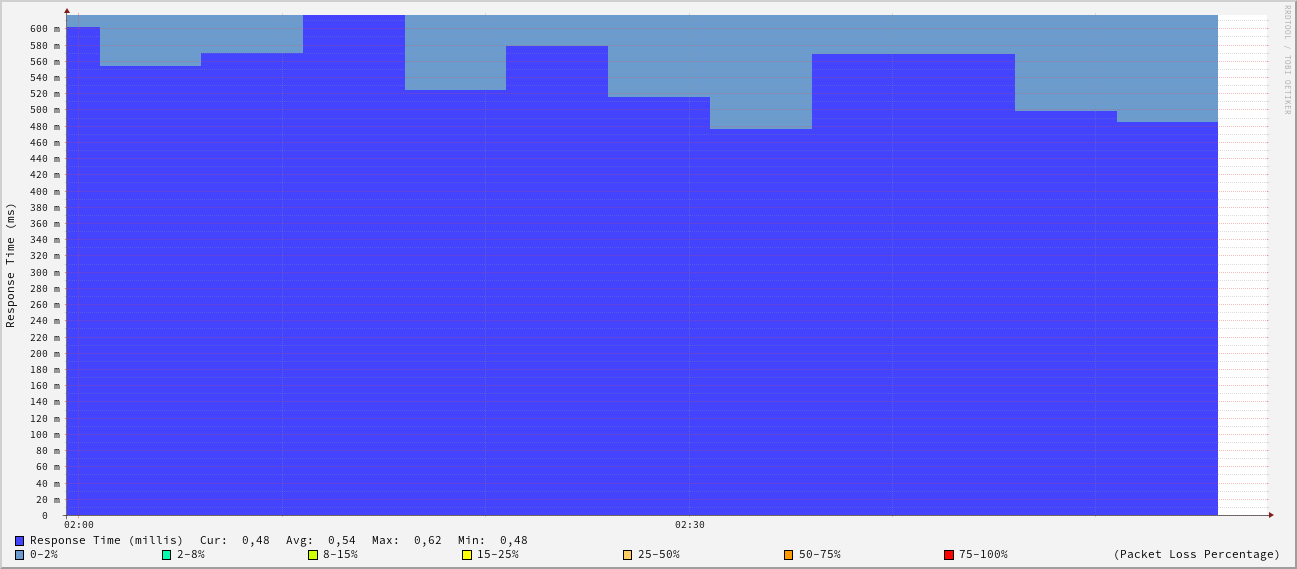 RRDTOOL / TOBI OETIKER
Response Time (ms)
600 m
580 m
560 m
540 m
520 m
500 m
480 m
460 m
440 m
420 m
400 m
380 m
360 m
340 m
320 m
300 m
280 m
260 m
240 m
220 m
200 m
180 m
160 m
140 m
120 m
100 m
80 m
60 m
40 m
20 m
0
02:00 02:30
Response Time (millis) Cur: 0,48 Avg: 0,54 Max: 0,62 Min: 0,48
0-2% 2-8% 8-15% 15-25% 25-50% 50-75% 75-100% (Packet Loss Percentage)